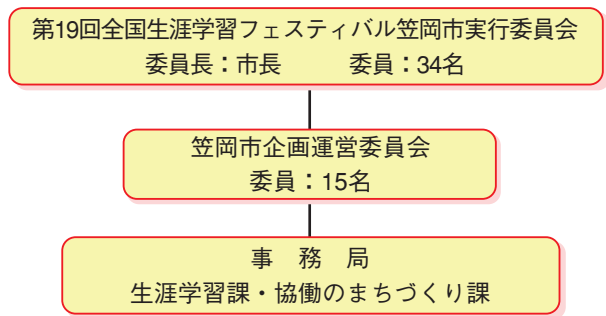 第19回全国生涯学習フェスティバル笠岡市実行委員会
委員長：市長　　　委員：34名
笠岡市企画運営委員会
委員：15名
事　務　局
生涯学習課・協働のまちづくり課